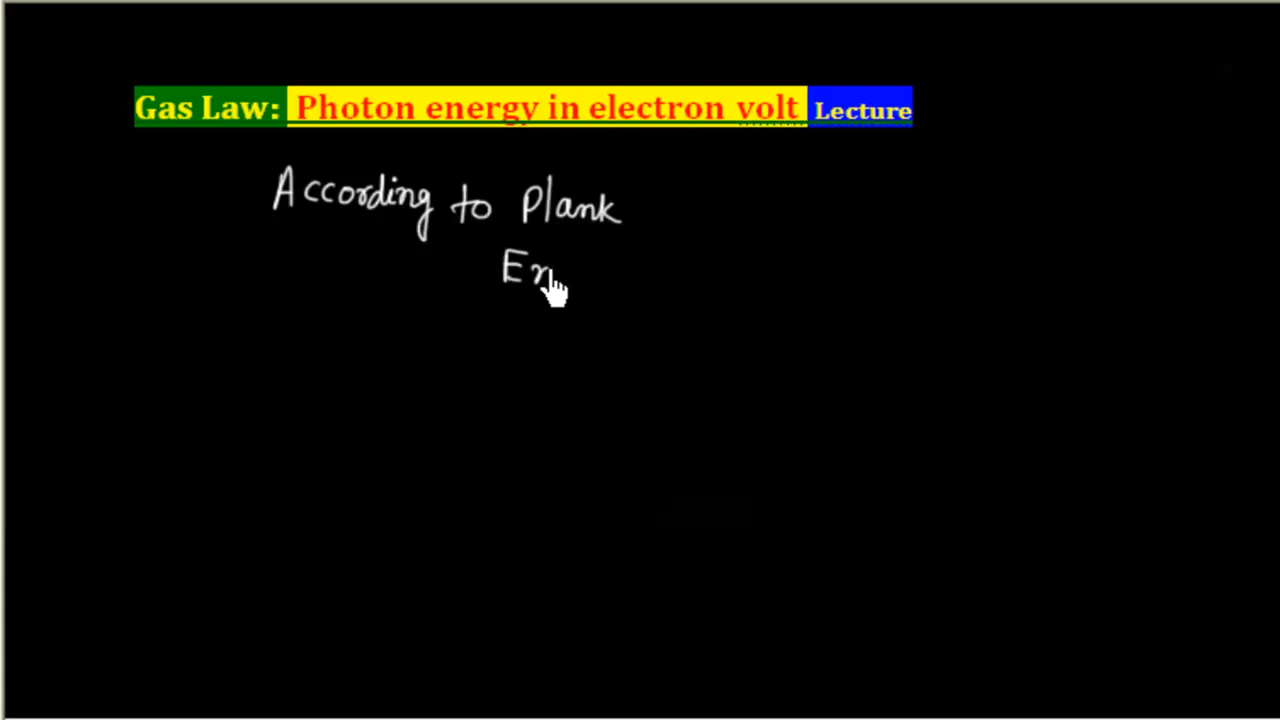 Gas Law: Photon energy in electron volt Lecture
According to Plank